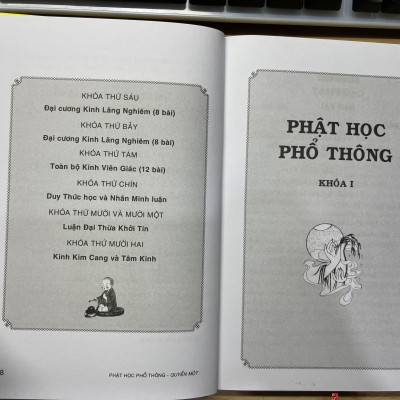 KHÓA THỨ SÁU
Đại cương Kinh Lăng Nghiêm (8 bài)
KHÓA THỨ BẢY
Đại cương Kinh Lăng Nghiêm (8 bài)
KHÓA THỨ TÁM
Toàn bộ Kinh Viên Giác (12 bài)
KHÓA THỨ CHÍN
Duy Thức học và Nhân Minh luận
KHÓA THỨ MƯỜI VÀ MƯỜI MỘT
Luận Đại Thừa Khởi Tín
KHÓA THỨ MƯỜI HAI
Kinh Kim Cang và Tâm Kinh
8
PHẬT HỌC PHỔ THÔNG – QUYỂN MỘT
PHẬT HỌC
PHỔ THÔNG
KHÓA I